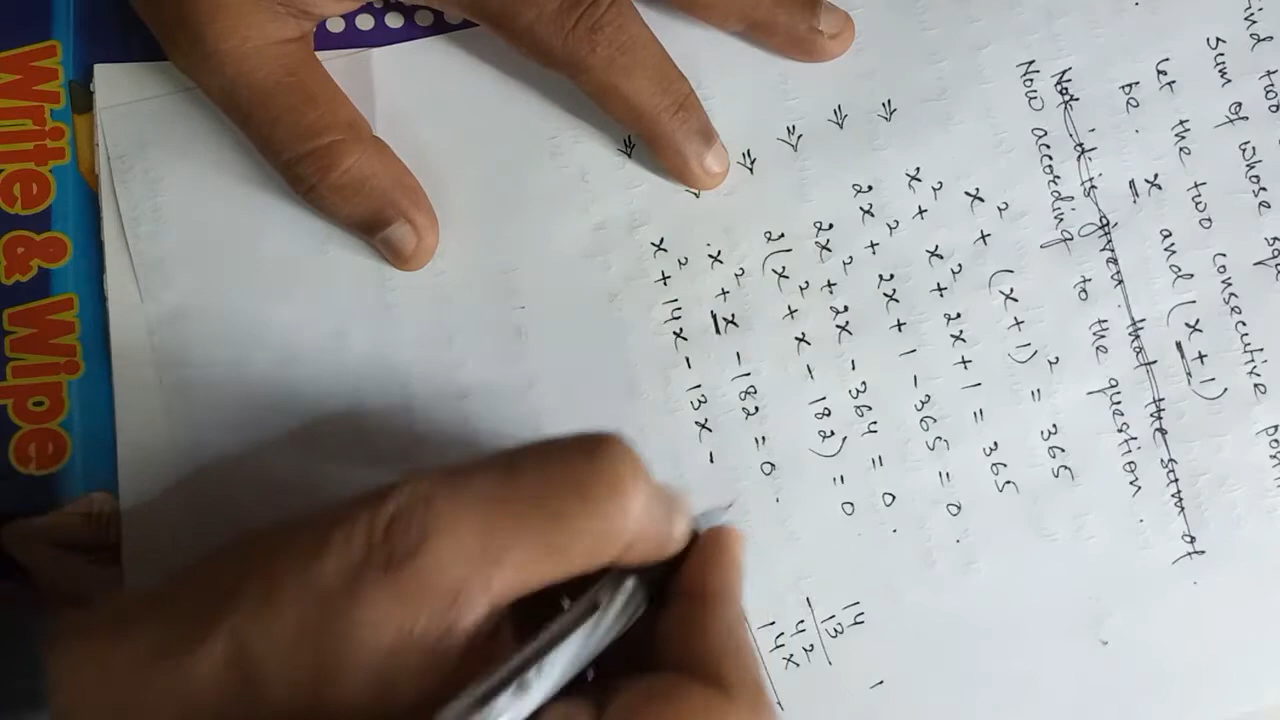 ind two
sum of whose squ
Let the two consecutive posit
be. x and (x+1)
Not it is given that the sum of
Now according to the question.
x² + (x+1)² = 365
⇒ x² + x² + 2x + 1 = 365
⇒ 2x² + 2x + 1 - 365 = 0.
⇒ 2x² + 2x - 364 = 0.
⇒ 2(x² + x - 182) = 0
x² + x - 182 = 0.
⇒ x² + 14x - 13x -
14
13
42
14x
Write & Wipe